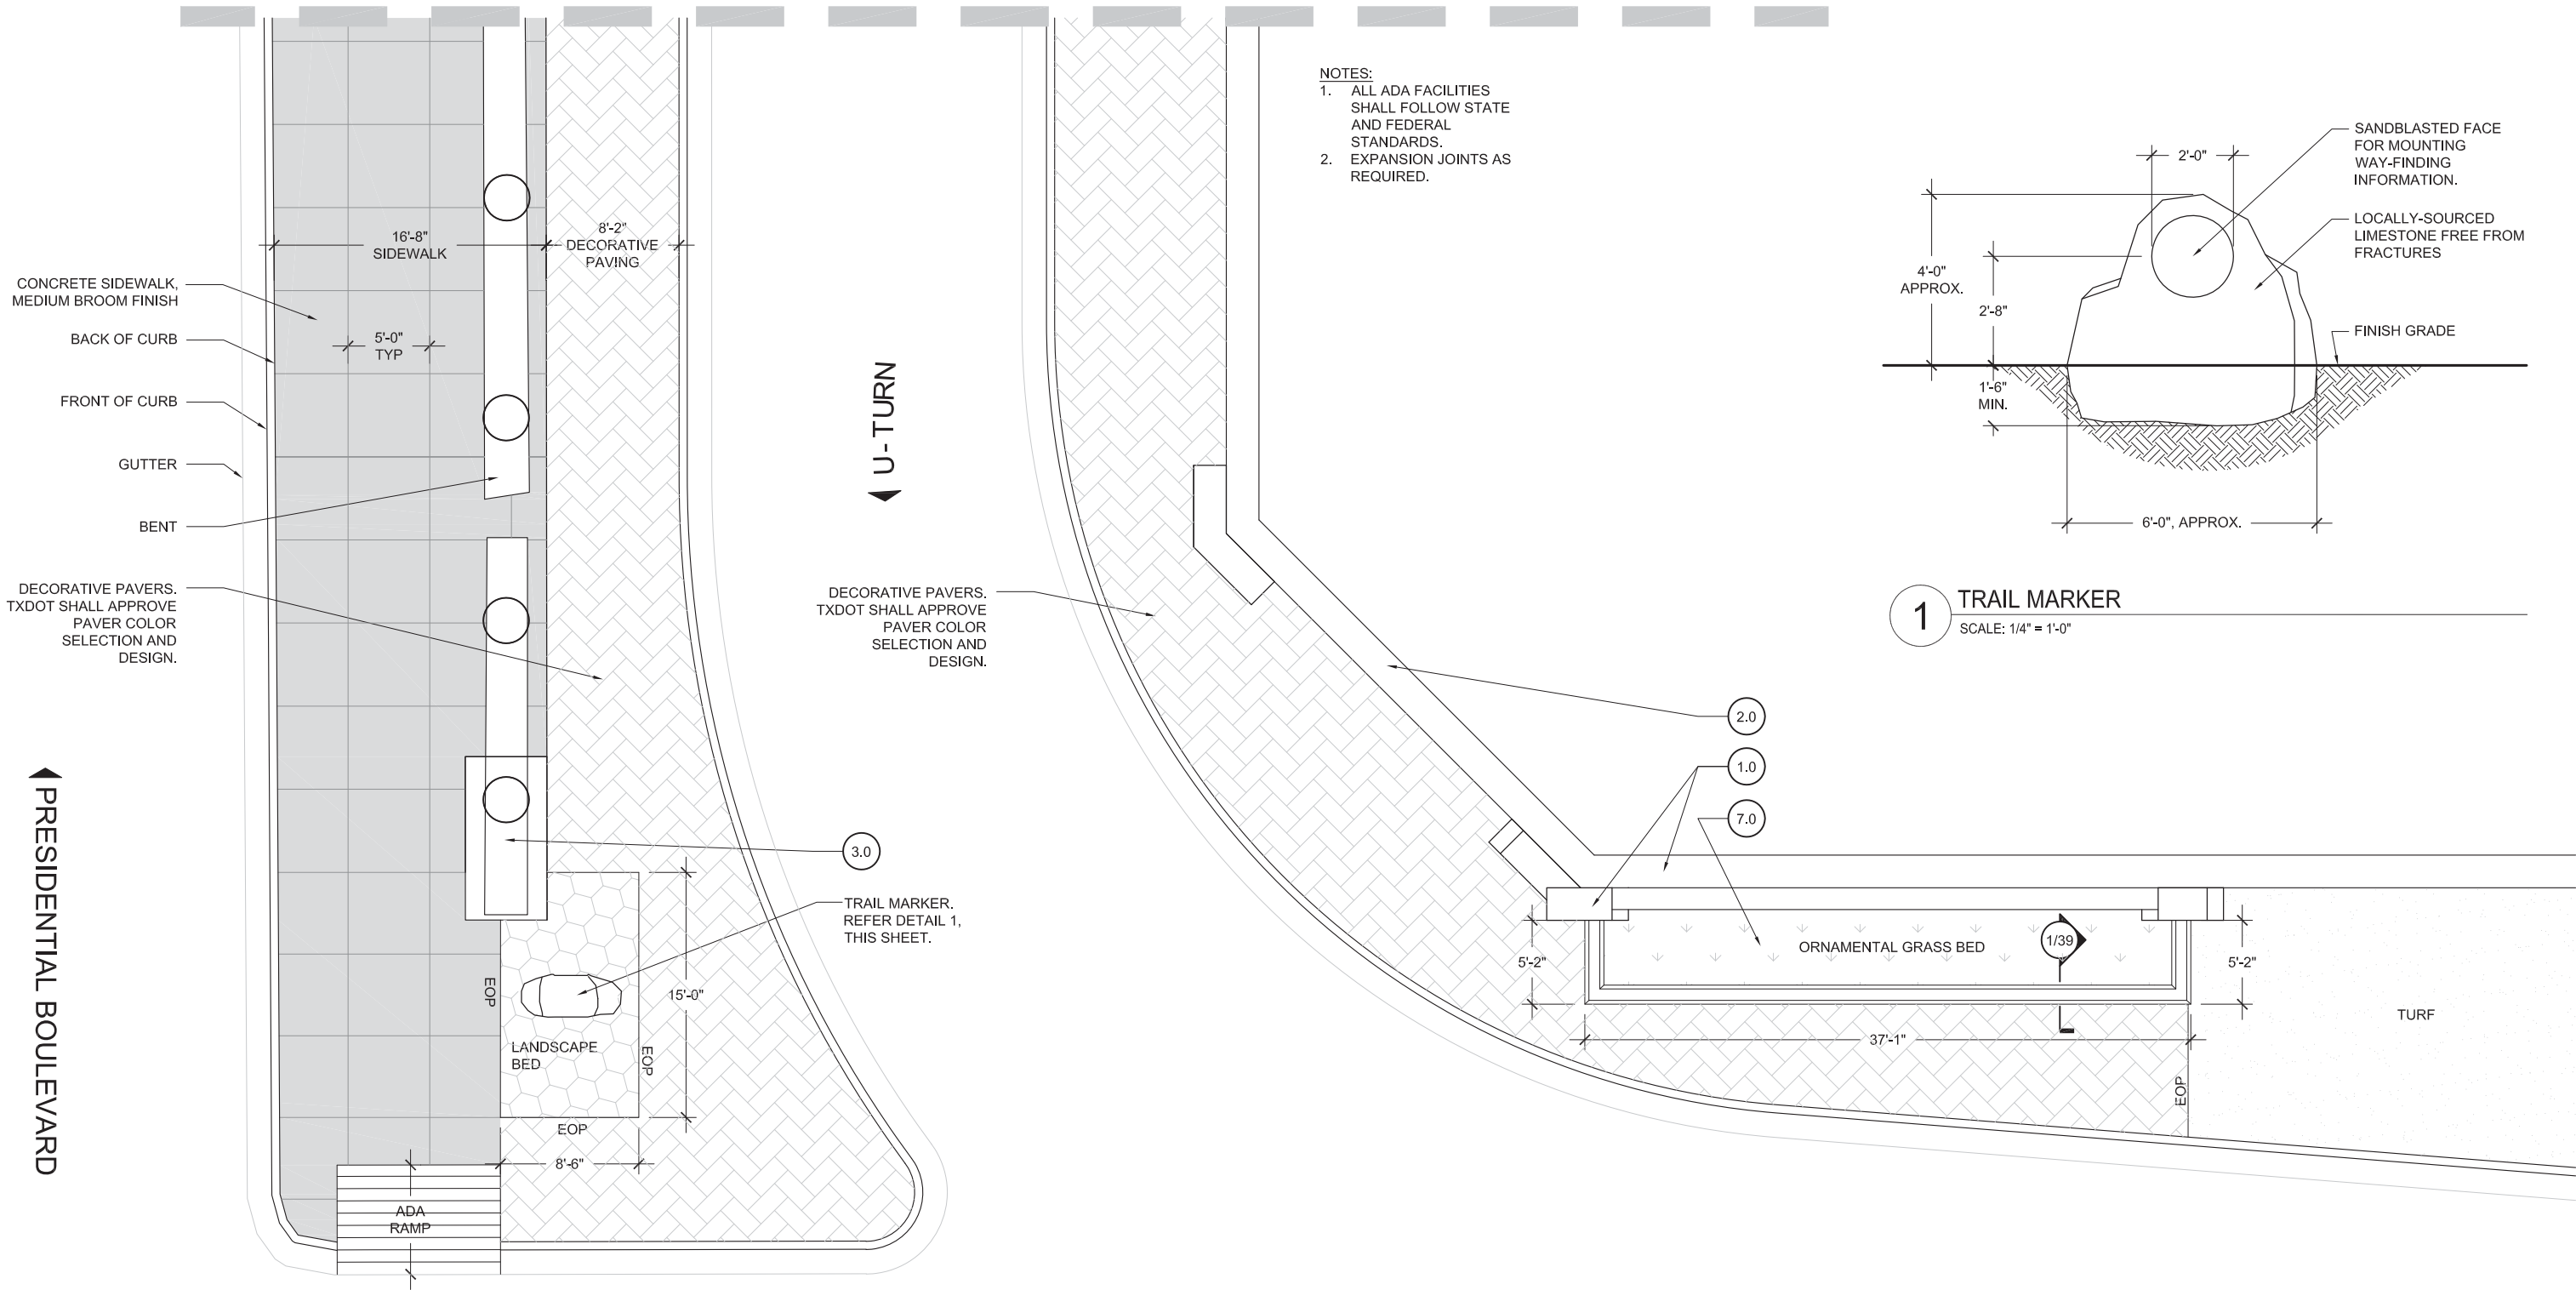 NOTES:
1. ALL ADA FACILITIES
SHALL FOLLOW STATE
AND FEDERAL
STANDARDS.
2. EXPANSION JOINTS AS
REQUIRED.
16'-8"
SIDEWALK
8'-2"
DECORATIVE
PAVING
5'-0"
TYP
CONCRETE SIDEWALK,
MEDIUM BROOM FINISH
BACK OF CURB
FRONT OF CURB
GUTTER
BENT
DECORATIVE PAVERS.
TXDOT SHALL APPROVE
PAVER COLOR
SELECTION AND
DESIGN.
PRESIDENTIAL BOULEVARD
U-TURN
3.0
TRAIL MARKER.
REFER DETAIL 1,
THIS SHEET.
15'-0"
EOP
LANDSCAPE
BED
EOP
EOP
8'-6"
ADA
RAMP
DECORATIVE PAVERS.
TXDOT SHALL APPROVE
PAVER COLOR
SELECTION AND
DESIGN.
2.0
1.0
7.0
5'-2"
ORNAMENTAL GRASS BED
1/39
5'-2"
37'-1"
EOP
TURF
2'-0"
4'-0"
APPROX.
2'-8"
1'-6"
MIN.
6'-0", APPROX.
SANDBLASTED FACE
FOR MOUNTING
WAY-FINDING
INFORMATION.
LOCALLY-SOURCED
LIMESTONE FREE FROM
FRACTURES
FINISH GRADE
1 TRAIL MARKER
SCALE: 1/4" = 1'-0"